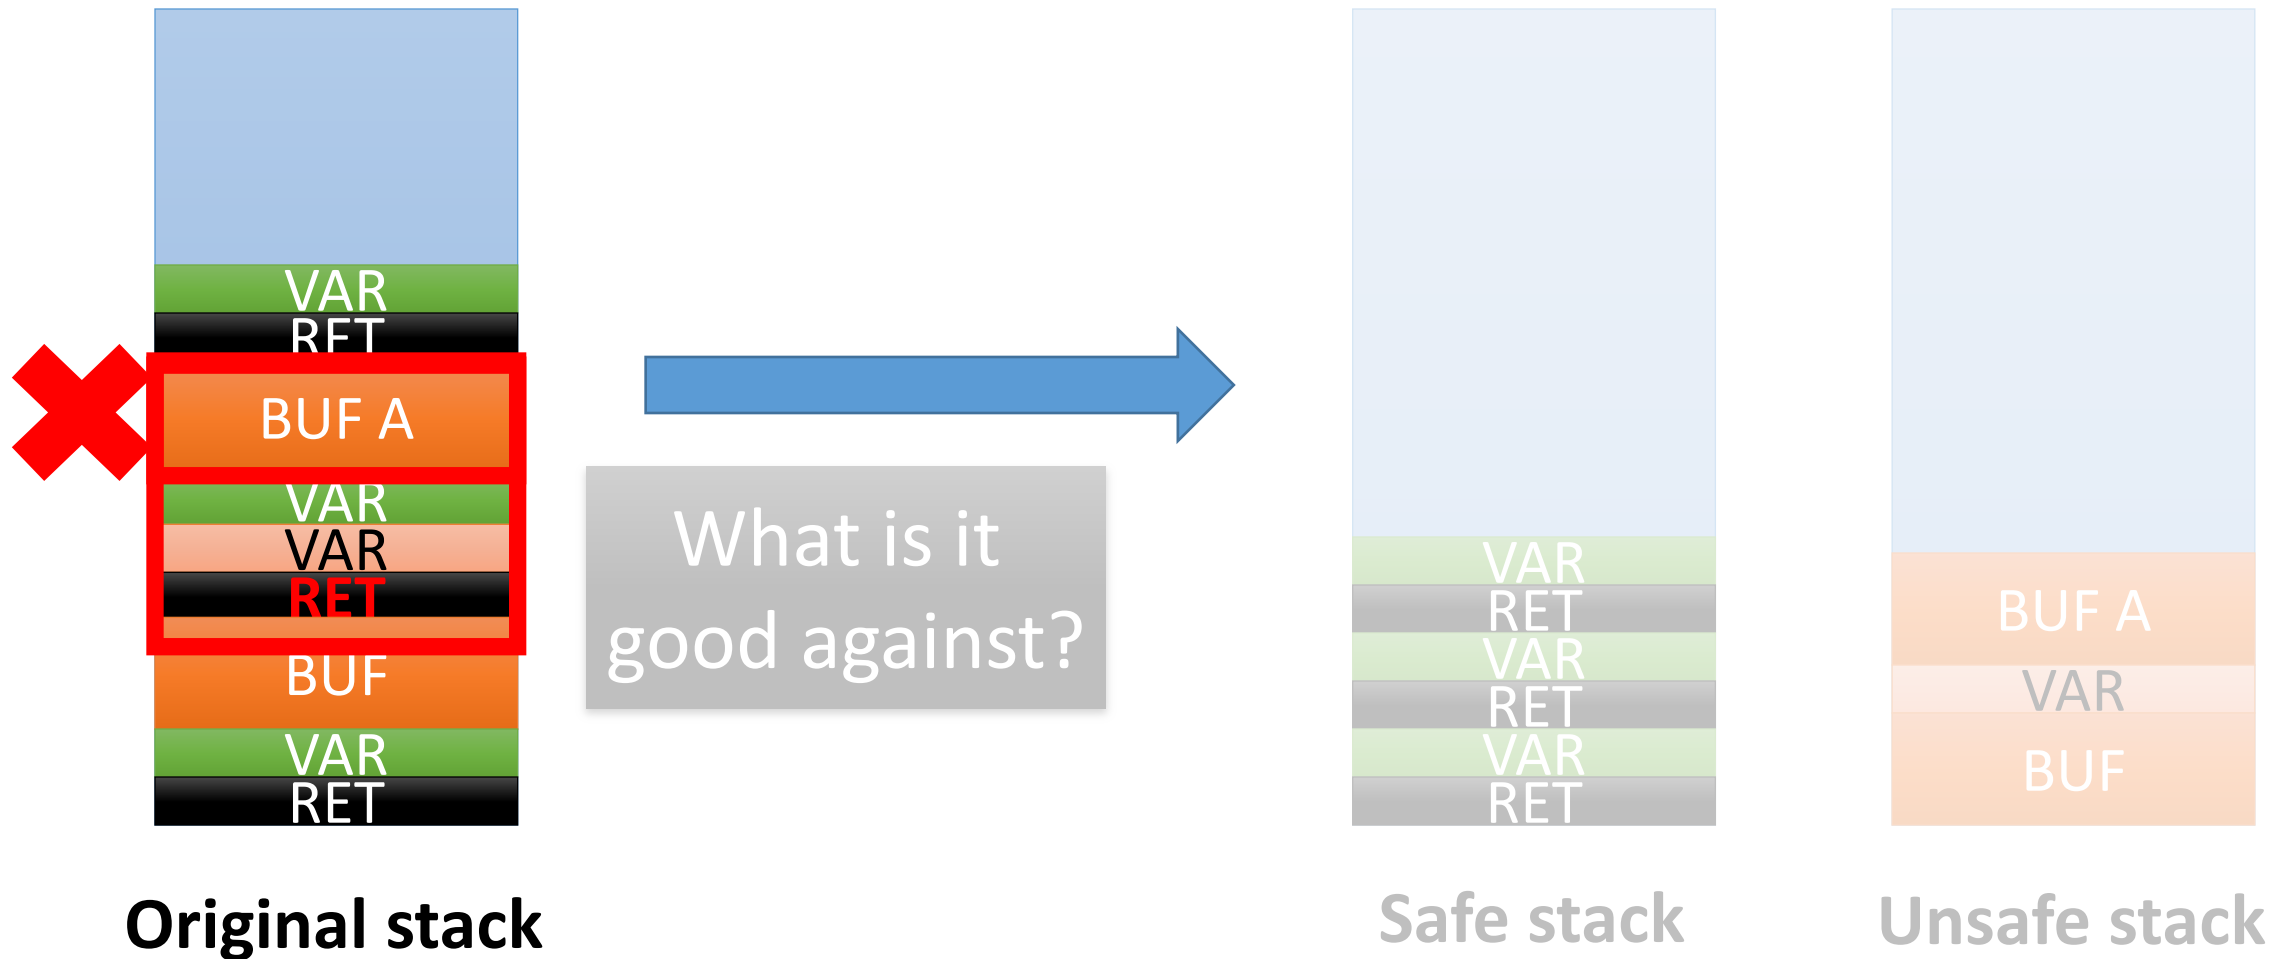 VAR
RET
BUF A
VAR
VAR
RET
BUF
VAR
RET
Original stack
What is it
good against?
VAR
RET
VAR
RET
VAR
RET
Safe stack
BUF A
VAR
BUF
Unsafe stack